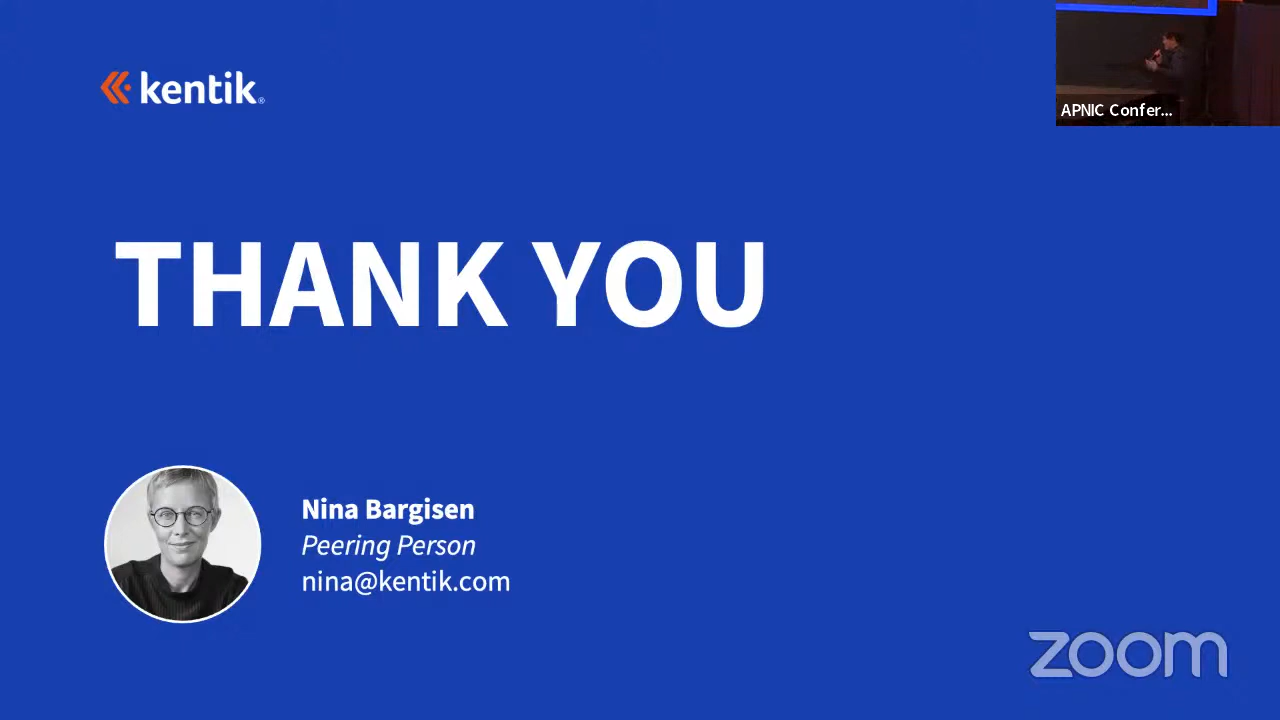 kentik®
APNIC Confer...
THANK YOU
Nina Bargisen
Peering Person
nina@kentik.com
zoom